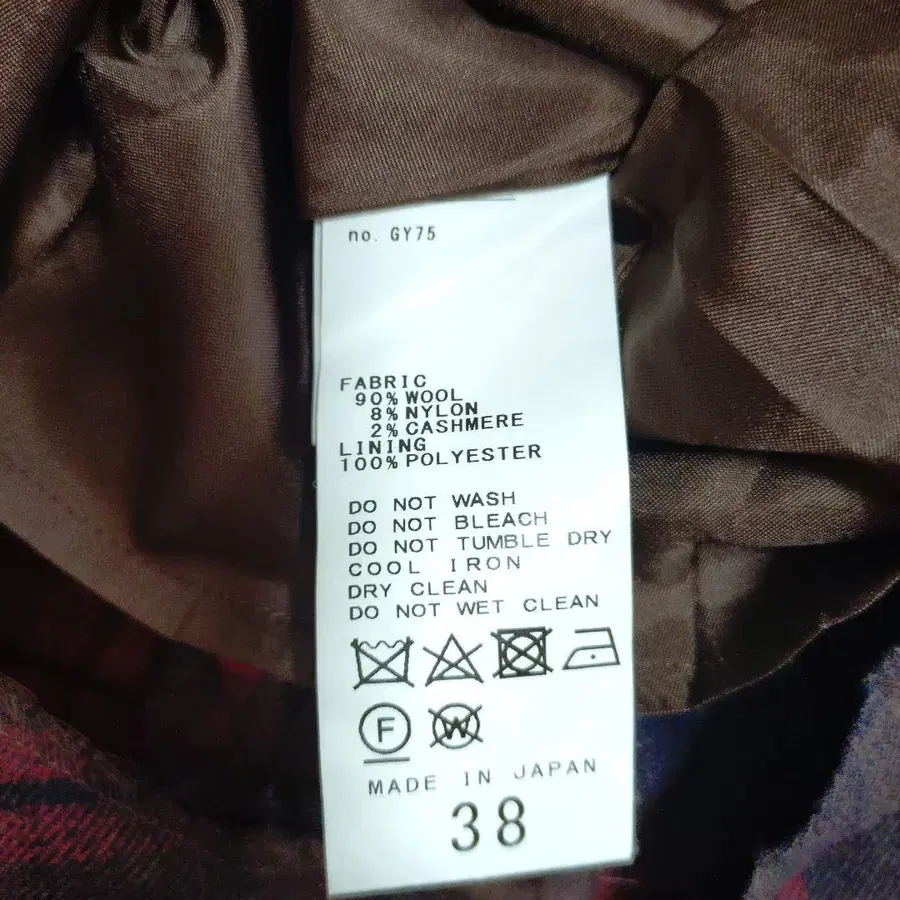 no. GY75
FABRIC
90% WOOL
8% NYLON
2% CASHMERE
LINING
100% POLYESTER
DO NOT WASH
DO NOT BLEACH
DO NOT TUMBLE DRY
COOL IRON
DRY CLEAN
DO NOT WET CLEAN
F W
MADE IN JAPAN
38